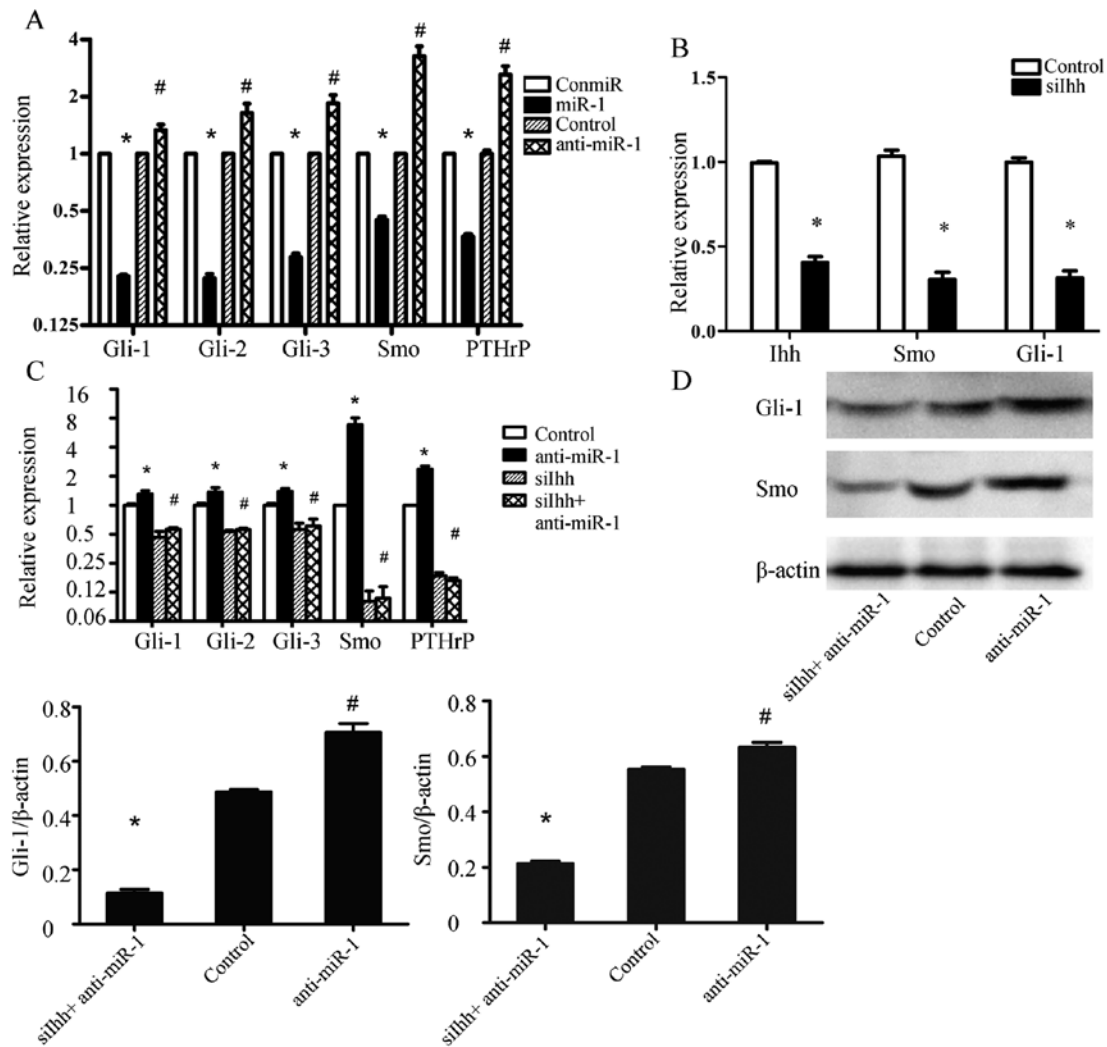 A
#
#
#
#
#
*
*
*
*
*
4
2
1
0.5
0.25
0.125
Relative expression
Gli-1 Gli-2 Gli-3 Smo PTHrP
ConmiR
miR-1
Control
anti-miR-1
B
Control
siIhh
1.5
1.0
0.5
0.0
Relative expression
* * *
Ihh Smo Gli-1
C
16
8
4
2
1
0.5
0.25
0.12
0.06
Relative expression
* * * * *
# # # # #
Gli-1 Gli-2 Gli-3 Smo PTHrP
Control
anti-miR-1
siIhh
siIhh+
anti-miR-1
D
Gli-1
Smo
β-actin
siIhh+ anti-miR-1
Control
anti-miR-1
0.8
0.6
0.4
0.2
0
Gli-1/β-actin
*
#
siIhh+ anti-miR-1
Control
anti-miR-1
0.8
0.6
0.4
0.2
0
Smo/β-actin
*
#
siIhh+ anti-miR-1
Control
anti-miR-1